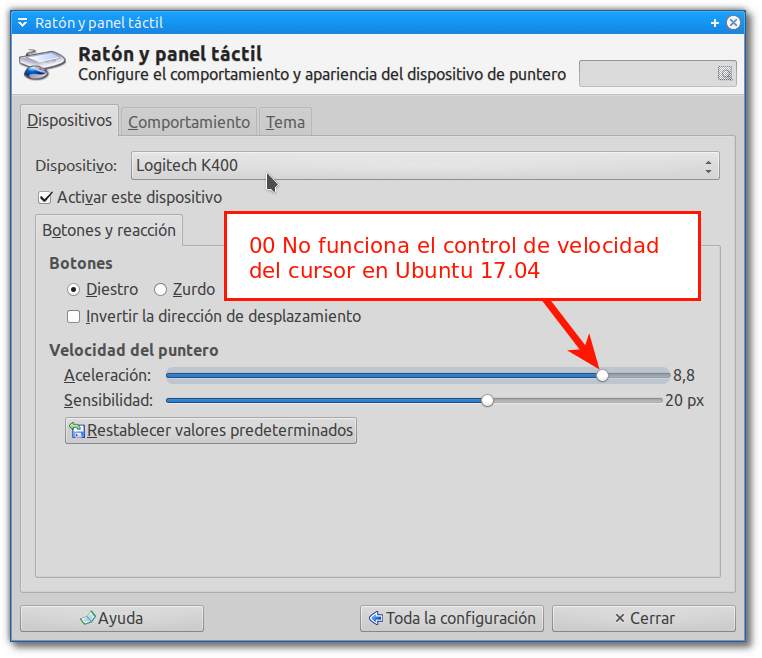 Ratón y panel táctil
Ratón y panel táctil
Configure el comportamiento y apariencia del dispositivo de puntero
Dispositivos Comportamiento Tema
Dispositivo: Logitech K400
Activar este dispositivo
Botones y reacción
00 No funciona el control de velocidad
del cursor en Ubuntu 17.04
Botones
Diestro Zurdo
Invertir la dirección de desplazamiento
Velocidad del puntero
Aceleración: 8,8
Sensibilidad: 20 px
Restablecer valores predeterminados
Ayuda Toda la configuración Cerrar